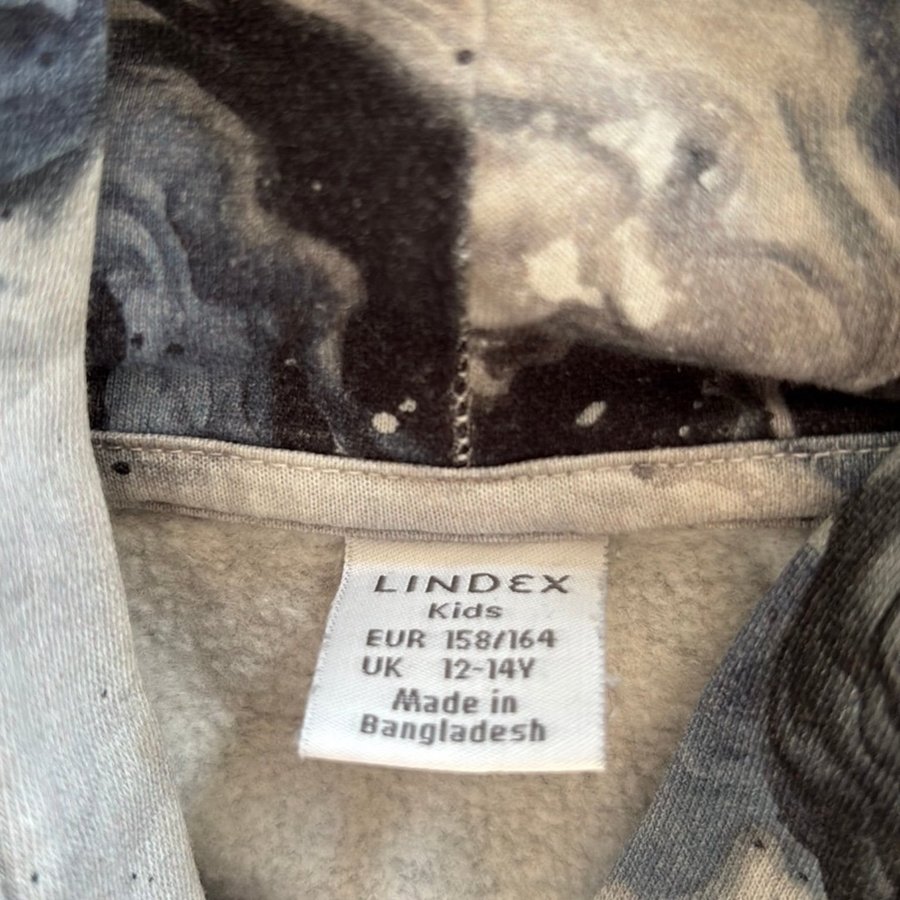 LINDEX
Kids
EUR 158/164
UK 12-14Y
Made in
Bangladesh